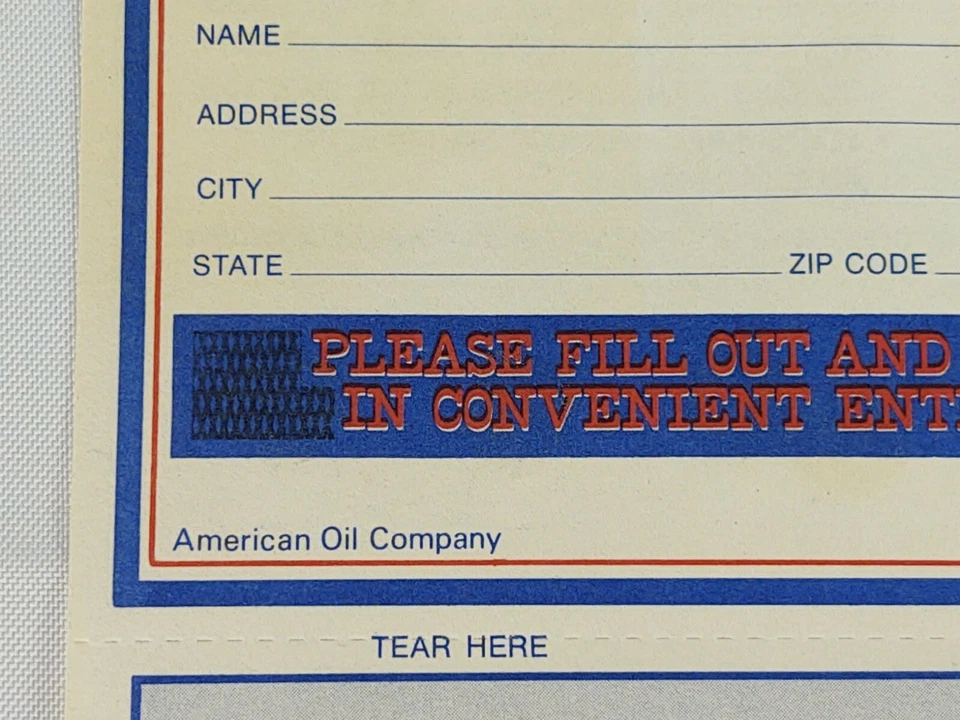 NAME
ADDRESS
CITY
STATE ZIP CODE
PLEASE FILL OUT AND
IN CONVENIENT
American Oil Company
TEAR HERE